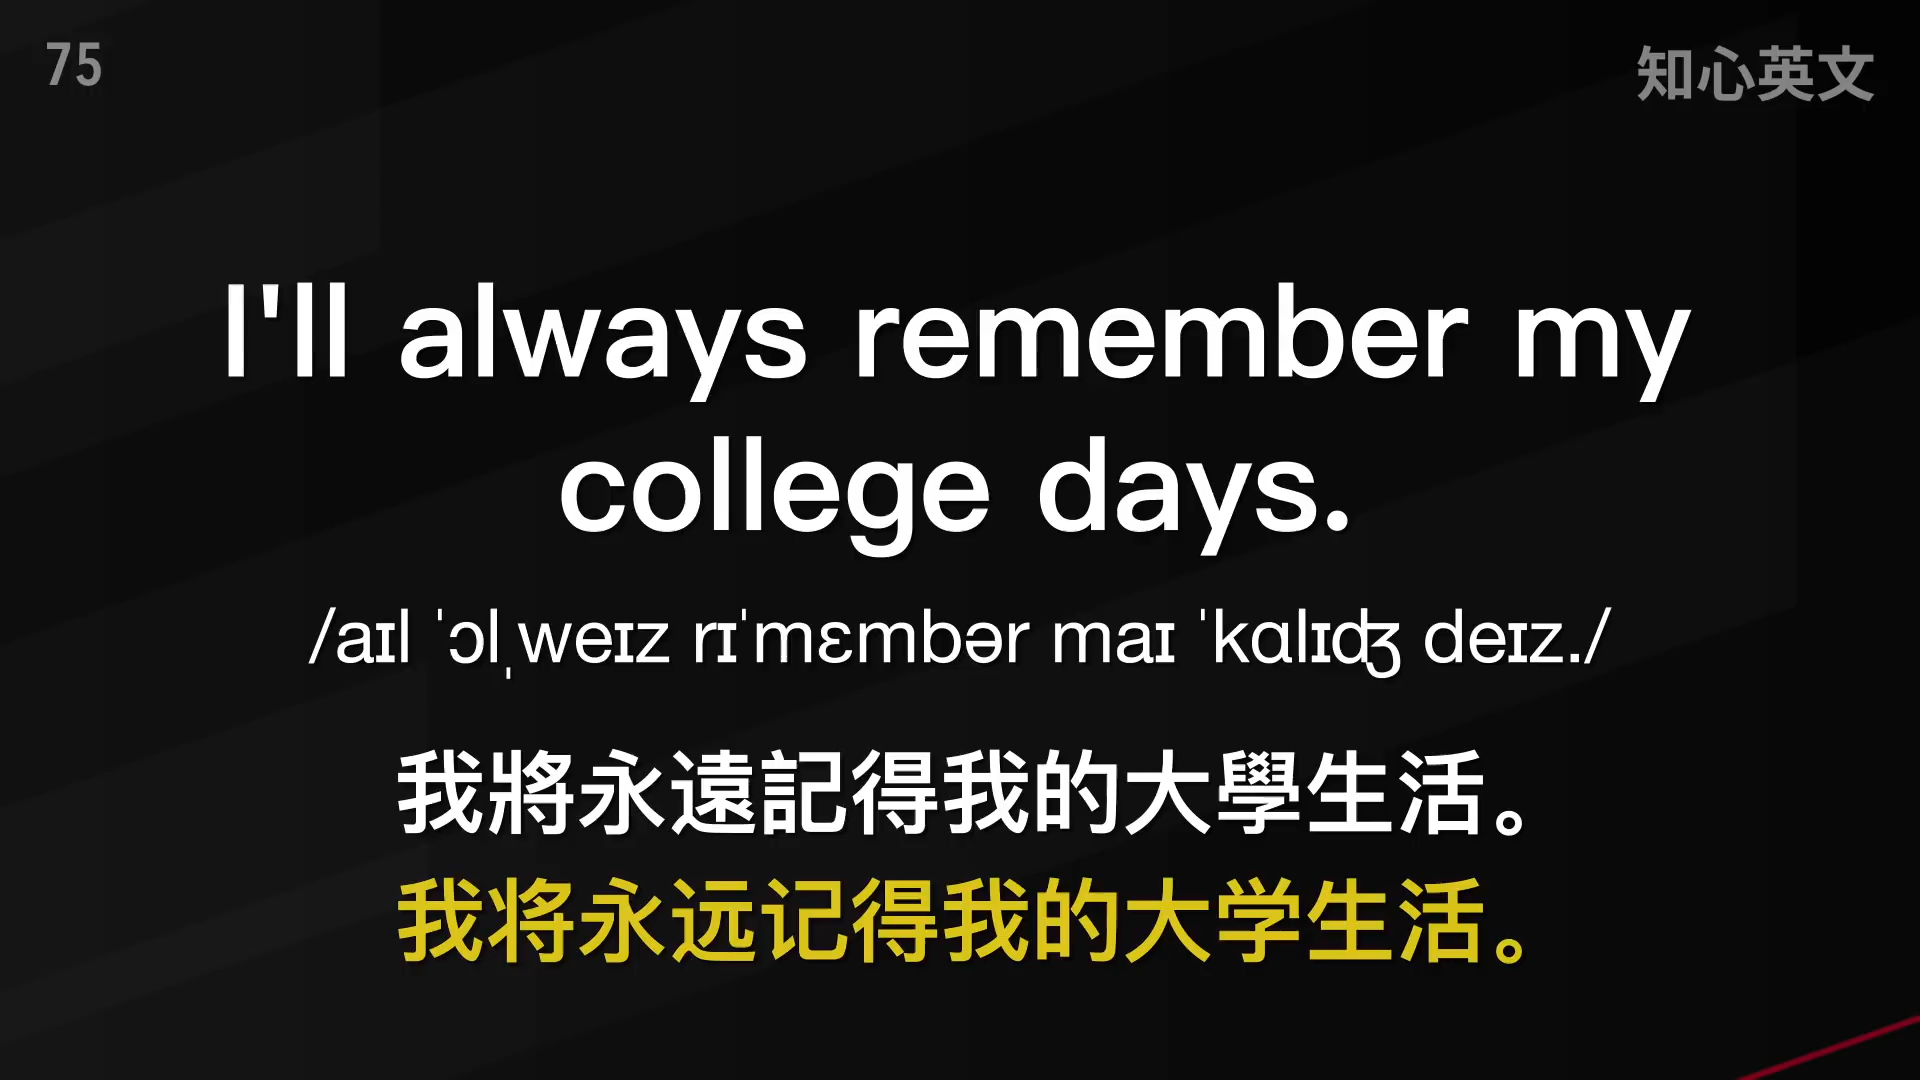 75
知心英文
I'll always remember my
college days.
/aɪl ˈɔlˌweɪz rɪˈmɛmbər maɪ ˈkɑlɪʤ deɪz./
我將永遠記得我的大學生活。
我将永远记得我的大学生活。